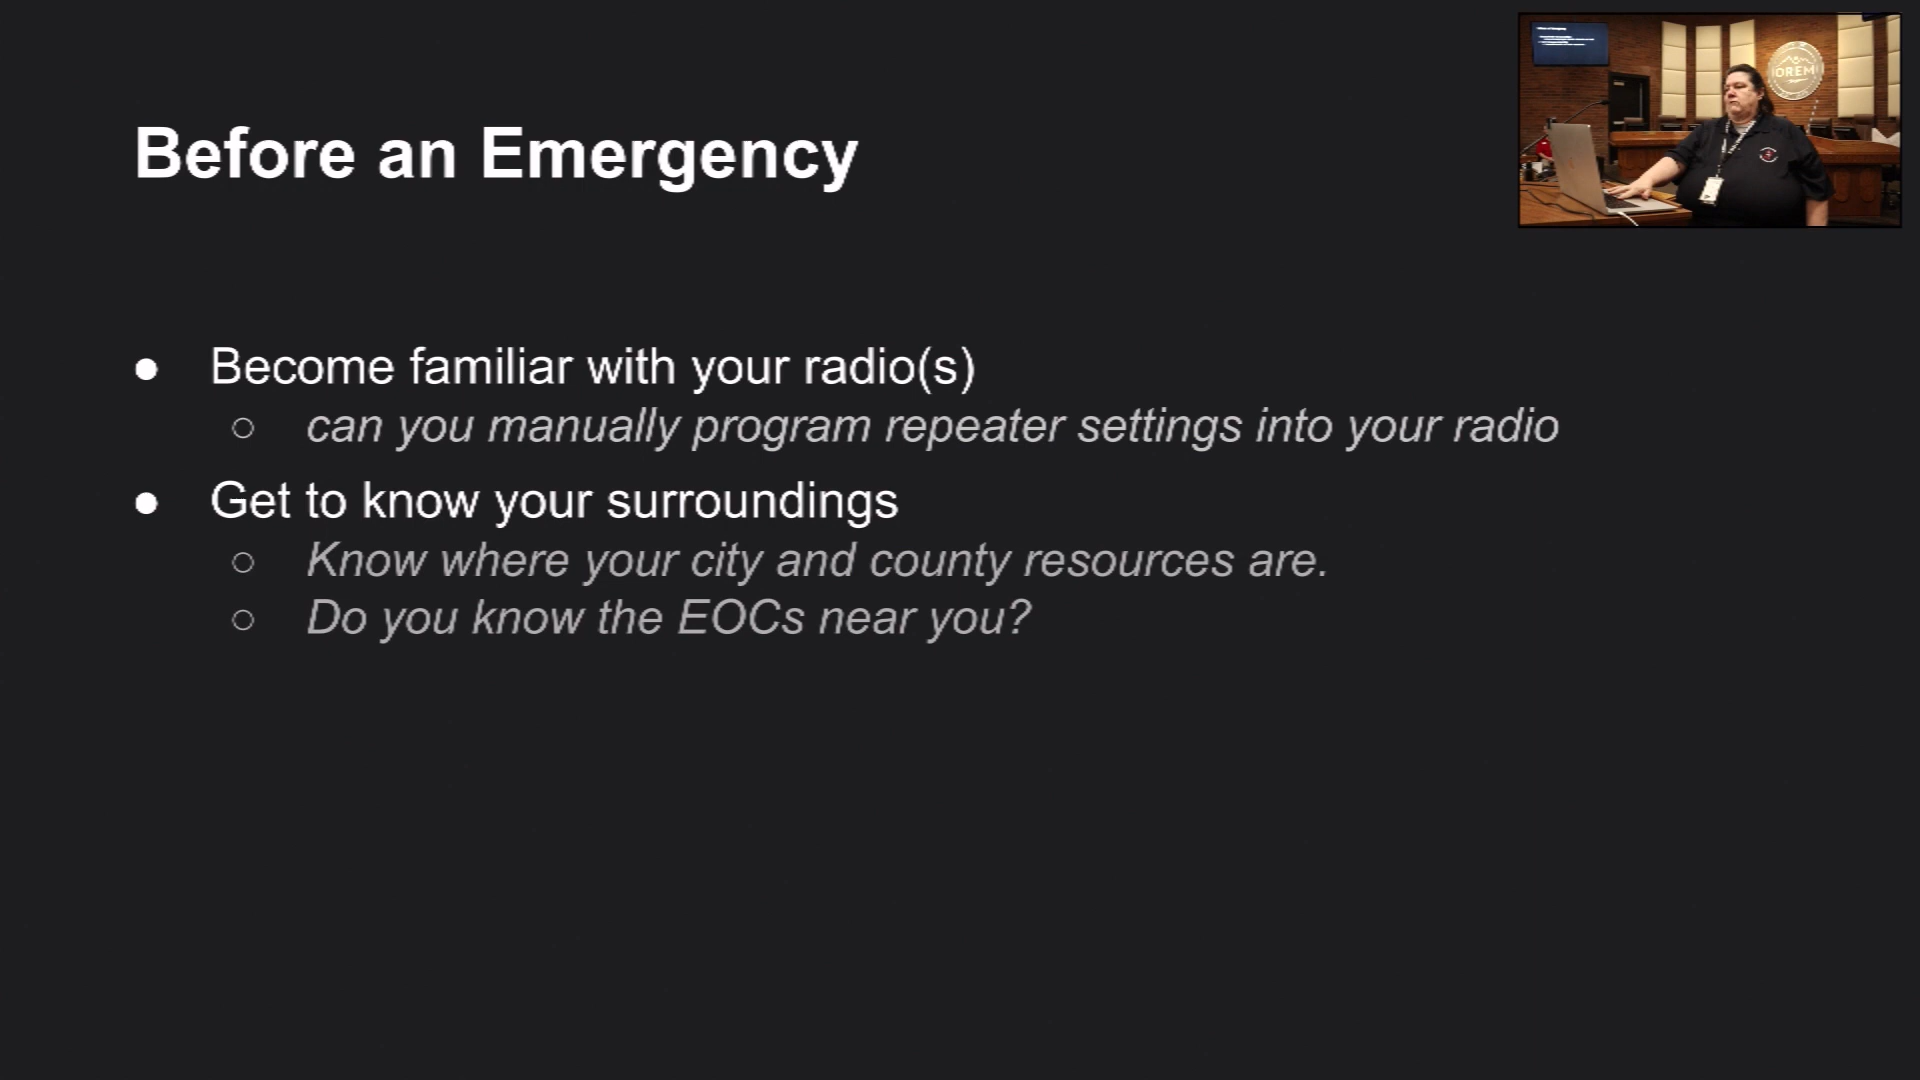 Before an Emergency
● Become familiar with your radio(s)
○ can you manually program repeater settings into your radio
● Get to know your surroundings
○ Know where your city and county resources are.
○ Do you know the EOCs near you?
OREM